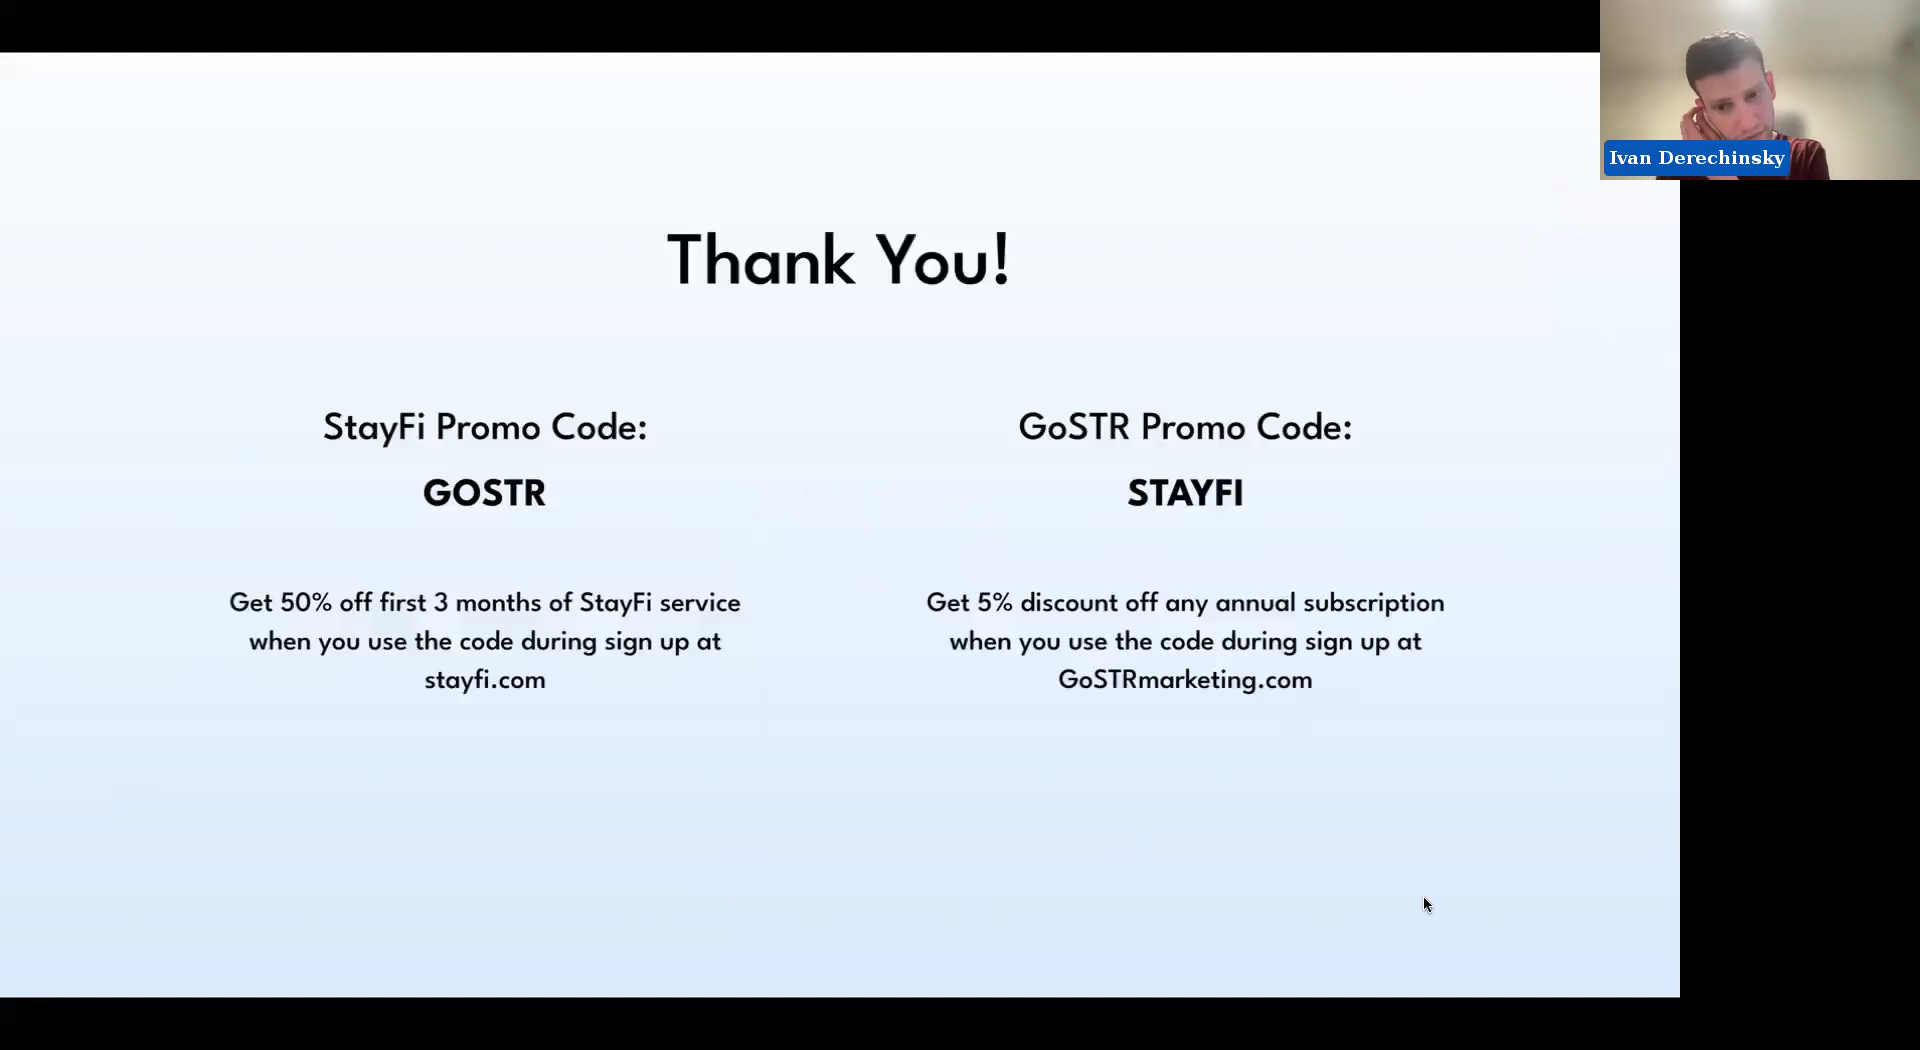 Ivan Derechinsky
Thank You!
StayFi Promo Code:
GOSTR
Get 50% off first 3 months of StayFi service
when you use the code during sign up at
stayfi.com
GoSTR Promo Code:
STAYFI
Get 5% discount off any annual subscription
when you use the code during sign up at
GoSTRmarketing.com